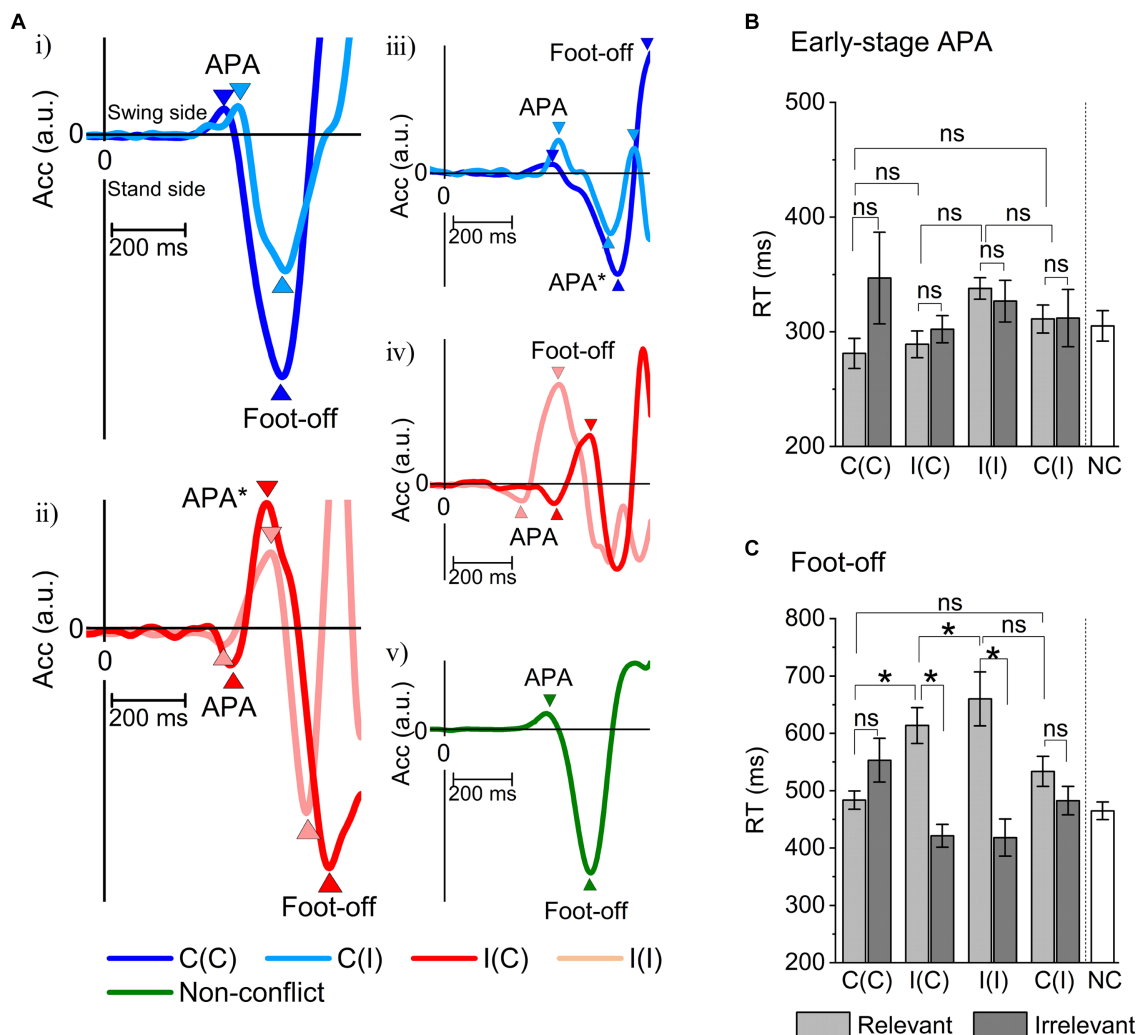 A
i)
APA
Acc (a.u.)
Swing side
0
0
Stand side
200 ms
Foot-off
ii)
APA*
Acc (a.u.)
0
0
200 ms
APA
Foot-off
iii)
Foot-off
APA
Acc (a.u.)
0
0
200 ms
APA*
iv)
Foot-off
Acc (a.u.)
0
0
APA
200 ms
v)
APA
Acc (a.u.)
0
0
200 ms
Foot-off
C(C)
C(I)
I(C)
I(I)
Non-conflict
B
Early-stage APA
RT (ms)
500
400
300
200
ns
ns
ns
ns
ns
ns
ns
ns
C(C)
I(C)
I(I)
C(I)
NC
C
Foot-off
RT (ms)
800
700
600
500
400
300
200
ns
*
ns
*
*
*
ns
ns
C(C)
I(C)
I(I)
C(I)
NC
Relevant
Irrelevant